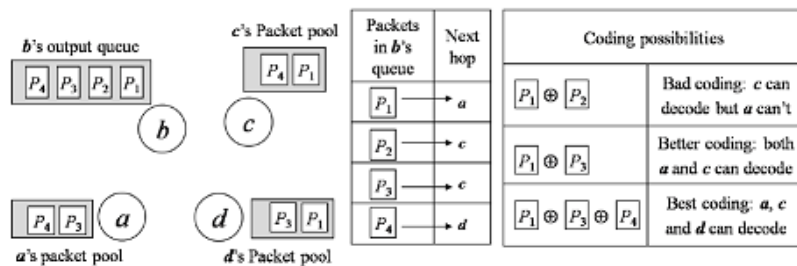 b's output queue
P4 P3 P2 P1
b
c's Packet pool
P4 P1
c
P4 P3
a
a's packet pool
d
P3 P1
d's Packet pool
Packets in b's queue
Next hop
P1 → a
P2 → c
P3 → c
P4 → d
Coding possibilities
P1 ⊕ P2
Bad coding: c can
decode but a can't
P1 ⊕ P3
Better coding: both
a and c can decode
P1 ⊕ P3 ⊕ P4
Best coding: a, c
and d can decode